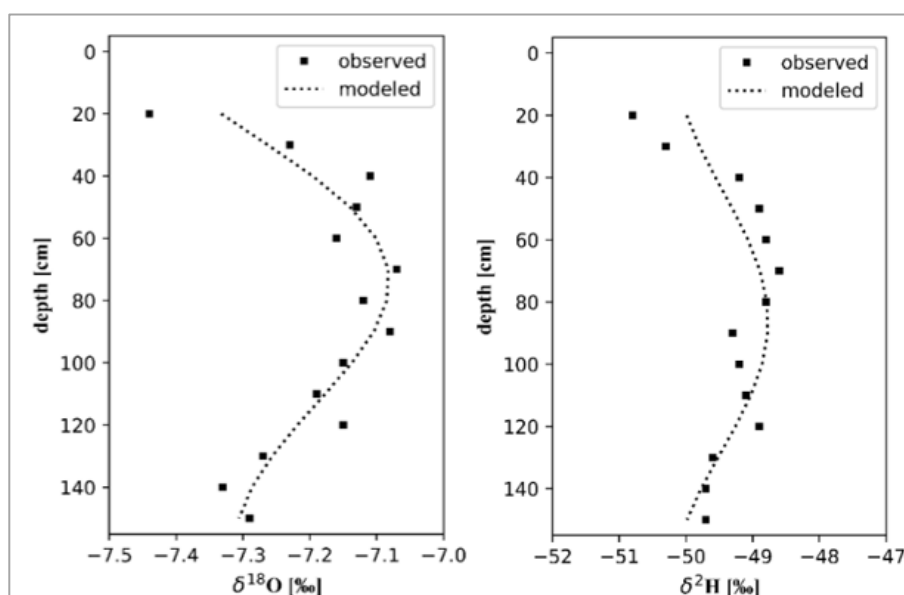 observed
modeled
0
20
40
60
80
100
120
140
depth [cm]
−7.5 −7.4 −7.3 −7.2 −7.1 −7.0
δ¹⁸O [‰]
observed
modeled
0
20
40
60
80
100
120
140
depth [cm]
−52 −51 −50 −49 −48 −47
δ²H [‰]